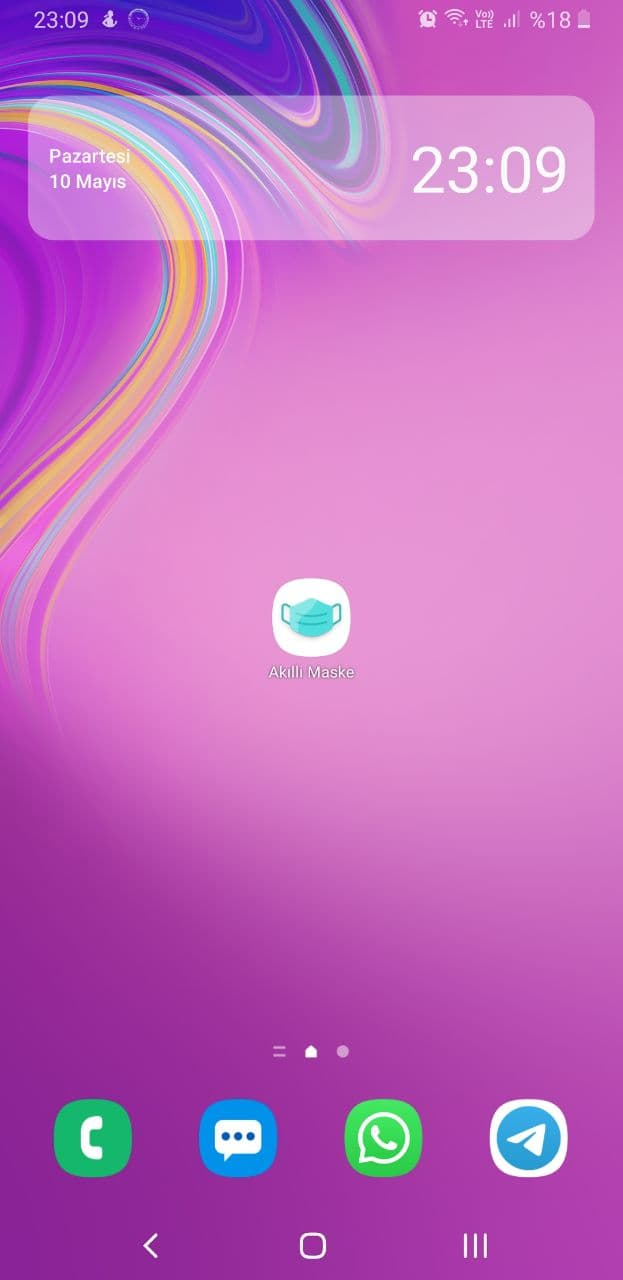 23:09
Vo))
LTE
%18
Pazartesi
10 Mayıs
23:09
Akıllı Maske